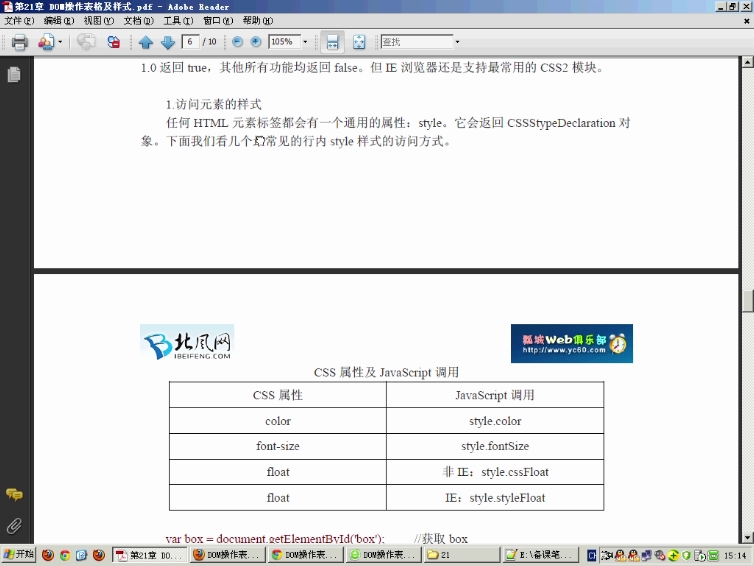 第21章 DOM操作表格及样式.pdf - Adobe Reader
文件(F) 编辑(E) 视图(V) 文档(D) 工具(T) 窗口(W) 帮助(H)
6 / 10 105% 查找
1.0 返回 true，其他所有功能均返回 false。但 IE 浏览器还是支持最常用的 CSS2 模块。
1.访问元素的样式
任何 HTML 元素标签都会有一个通用的属性：style。它会返回 CSSStypeDeclaration 对
象。下面我们看几个最常见的行内 style 样式的访问方式。
北风网
IBEIFENG.COM
瓢城Web俱乐部
http://www.yc60.com
CSS 属性及 JavaScript 调用
CSS 属性 JavaScript 调用
color style.color
font-size style.fontSize
float 非 IE：style.cssFloat
float IE：style.styleFloat
var box = document.getElementById('box'); //获取 box
开始 第21章 DO... DOM操作表... DOM操作表... DOM操作表... 21 E:\备课笔... 15:14